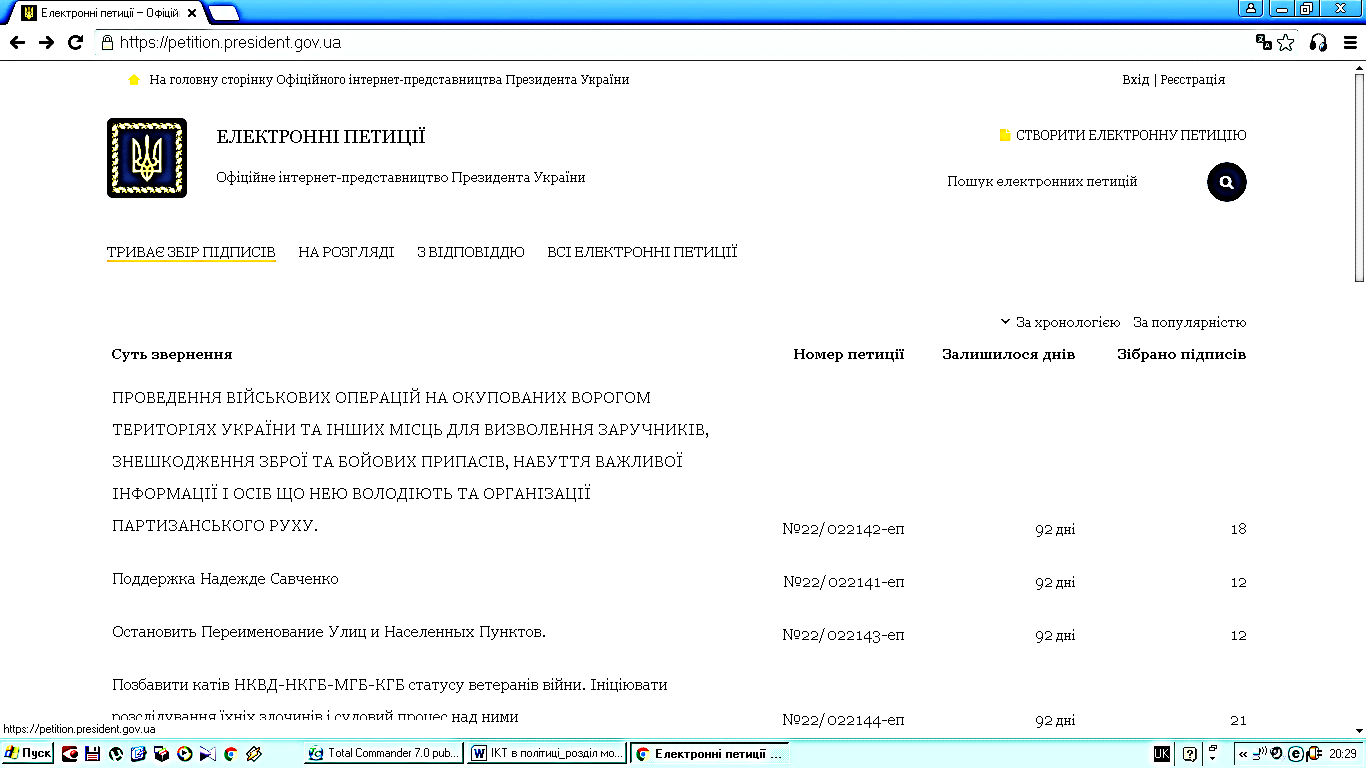 Електронні петиції – Офіцій
https://petition.president.gov.ua
На головну сторінку Офіційного інтернет-представництва Президента України
Вхід | Реєстрація
ЕЛЕКТРОННІ ПЕТИЦІЇ
СТВОРИТИ ЕЛЕКТРОННУ ПЕТИЦІЮ
Офіційне інтернет-представництво Президента України
Пошук електронних петицій
ТРИВАЄ ЗБІР ПІДПИСІВ НА РОЗГЛЯДІ З ВІДПОВІДДЮ ВСІ ЕЛЕКТРОННІ ПЕТИЦІЇ
За хронологією За популярністю
Суть звернення Номер петиції Залишилося днів Зібрано підписів
ПРОВЕДЕННЯ ВІЙСЬКОВИХ ОПЕРАЦІЙ НА ОКУПОВАНИХ ВОРОГОМ
ТЕРИТОРІЯХ УКРАЇНИ ТА ІНШИХ МІСЦЬ ДЛЯ ВИЗВОЛЕННЯ ЗАРУЧНИКІВ,
ЗНЕШКОДЖЕННЯ ЗБРОЇ ТА БОЙОВИХ ПРИПАСІВ, НАБУТТЯ ВАЖЛИВОЇ
ІНФОРМАЦІЇ І ОСІБ ЩО НЕЮ ВОЛОДІЮТЬ ТА ОРГАНІЗАЦІЇ
ПАРТИЗАНСЬКОГО РУХУ. №22/022142-еп 92 дні 18
Поддержка Надежде Савченко №22/022141-еп 92 дні 12
Остановить Переименование Улиц и Населенных Пунктов. №22/022143-еп 92 дні 12
Позбавити катів НКВД-НКГБ-МГБ-КГБ статусу ветеранів війни. Ініціювати
розслідування їхніх злочинів і судовий процес над ними №22/022144-еп 92 дні 21
https://petition.president.gov.ua
Пуск Total Commander 7.0 pub... ІКТ в політиці_розділ мо... Електронні петиції ... UK 20:29